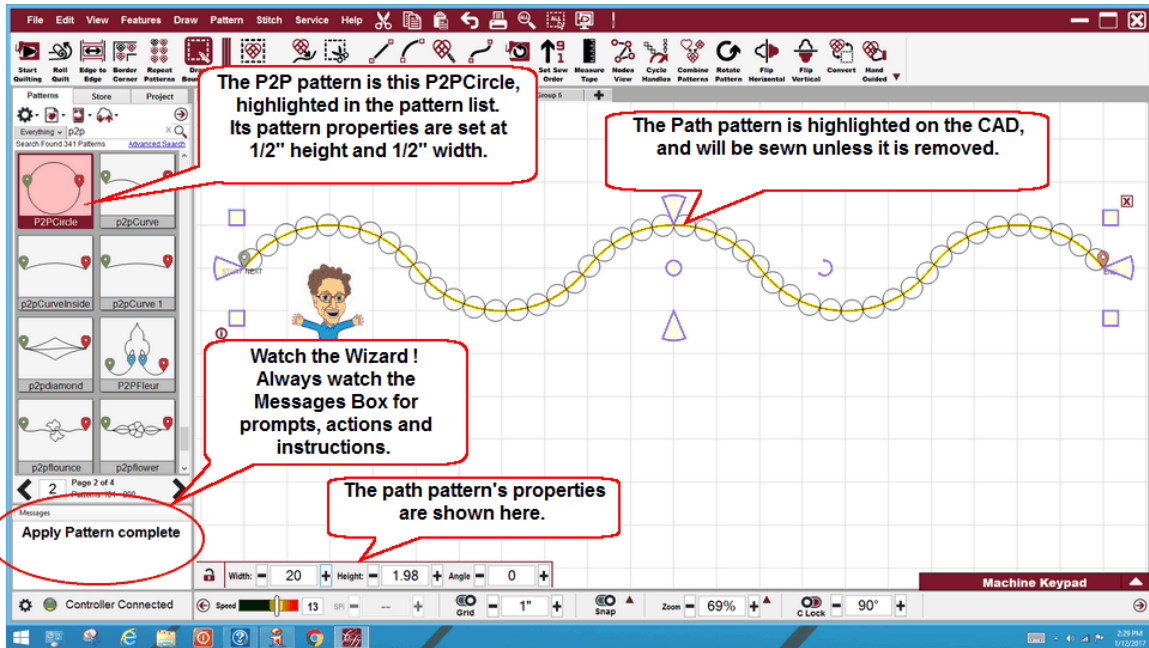 File Edit View Features Draw Pattern Stitch Service Help
Start Quilting
Roll Quilt
Edge to Edge
Border Corner
Repeat Patterns
Set Sew Order
Measure Tape
Nodes View
Cycle Handles
Combine Patterns
Rotate Pattern
Flip Horizontal
Flip Vertical
Convert
Hand Guided
Patterns Store Project
Group 5
Everything p2p
Search Found 341 Patterns Advanced Search
The P2P pattern is this P2PCircle,
highlighted in the pattern list.
Its pattern properties are set at
1/2" height and 1/2" width.
The Path pattern is highlighted on the CAD,
and will be sewn unless it is removed.
P2PCircle p2pCurve
START NEXT
END
p2pCurveInside p2pCurve 1
p2pdiamond P2PFleur
p2pflounce p2pflower
Watch the Wizard !
Always watch the
Messages Box for
prompts, actions and
instructions.
2 Page 2 of 4
Messages
Apply Pattern complete
The path pattern's properties
are shown here.
Width: 20 Height: 1.98 Angle 0
Machine Keypad
Controller Connected Speed 13 SPI -- Grid 1" Snap Zoom 69% C Lock 90°
2:29 PM
1/12/2017